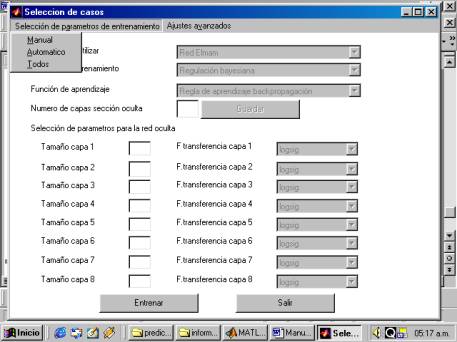 Seleccion de casos
Selección de parametros de entrenamiento Ajustes avanzados
Manual
Automatico
Todos
tilizar Red Elmam
renamiento Regulación bayesiana
Función de aprendizaje Regla de aprendizaje backpropagación
Numero de capas sección oculta Guardar
Selección de parametros para la red oculta
Tamaño capa 1 F.transferencia capa 1 logsig
Tamaño capa 2 F.transferencia capa 2 logsig
Tamaño capa 3 F.transferencia capa 3 logsig
Tamaño capa 4 F.transferencia capa 4 logsig
Tamaño capa 5 F.transferencia capa 5 logsig
Tamaño capa 6 F.transferencia capa 6 logsig
Tamaño capa 7 F.transferencia capa 7 logsig
Tamaño capa 8 F.transferencia capa 8 logsig
Entrenar Salir
Inicio predic... inform... MATL... Manu... Sele... 05:17 a.m.